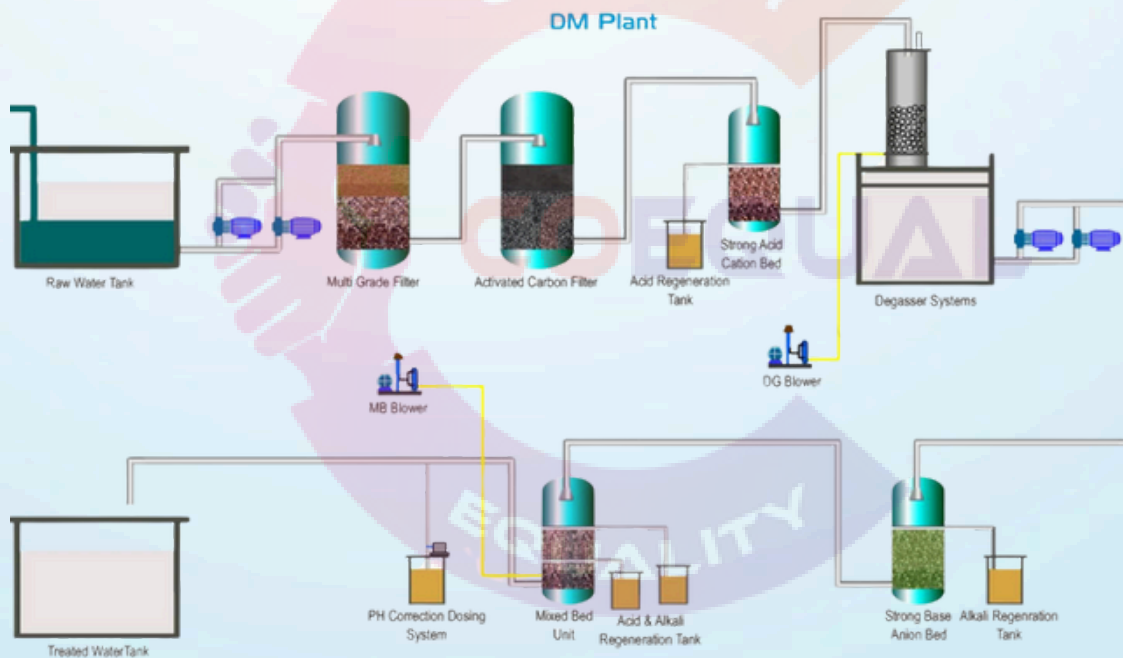 DM Plant
Raw Water Tank
Multi Grade Filter
Activated Carbon Filter
Acid Regeneration
Tank
Strong Acid
Cation Bed
Degasser Systems
COEQUAL
MB Blower
DG Blower
EQUALITY
Treated WaterTank
PH Correction Dosing
System
Mixed Bed
Unit
Acid & Alkali
Regeneration Tank
Strong Base
Anion Bed
Alkali Regenration
Tank